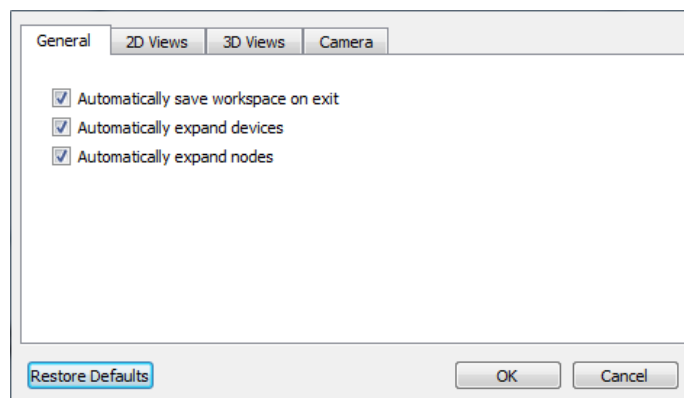 General 2D Views 3D Views Camera
Automatically save workspace on exit
Automatically expand devices
Automatically expand nodes
Restore Defaults OK Cancel